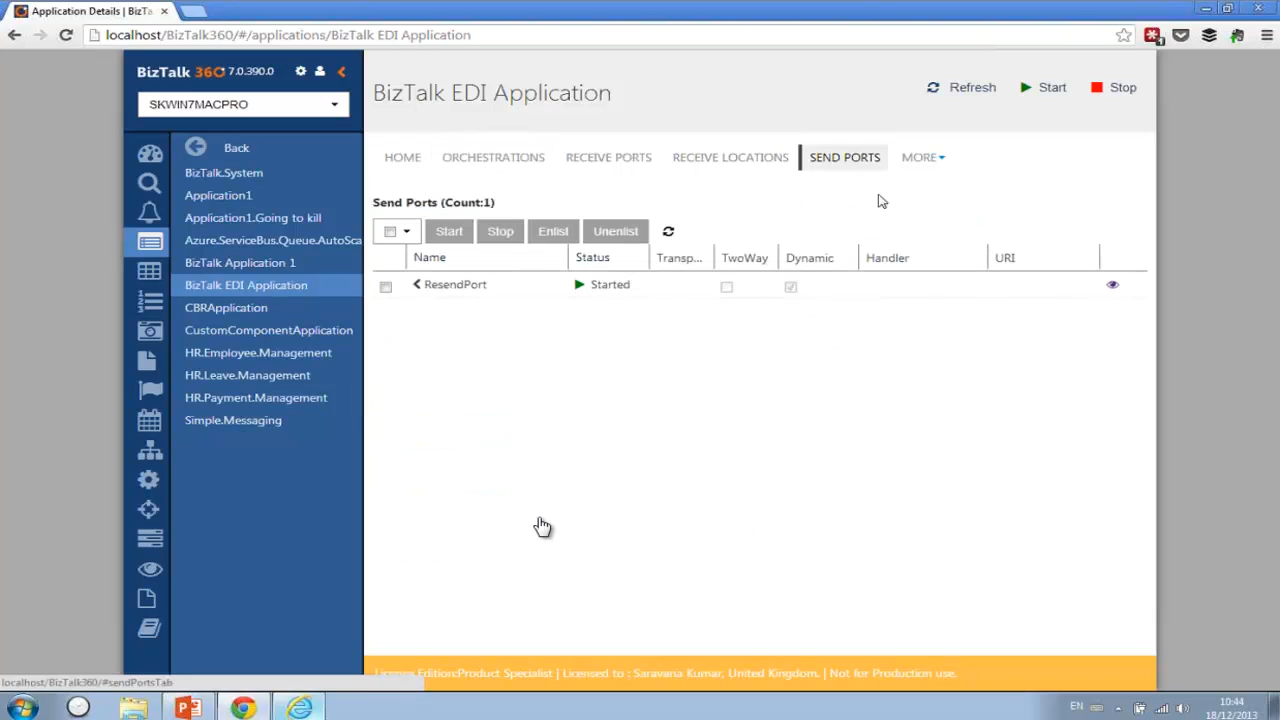 Application Details | BizTa
localhost/BizTalk360/#/applications/BizTalk EDI Application
BizTalk 360 7.0.390.0
SKWIN7MACPRO
Back
BizTalk.System
Application1
Application1.Going to kill
Azure.ServiceBus.Queue.AutoSca
BizTalk Application 1
BizTalk EDI Application
CBRApplication
CustomComponentApplication
HR.Employee.Management
HR.Leave.Management
HR.Payment.Management
Simple.Messaging
BizTalk EDI Application
Refresh Start Stop
HOME ORCHESTRATIONS RECEIVE PORTS RECEIVE LOCATIONS SEND PORTS MORE
Send Ports (Count:1)
Start Stop Enlist Unenlist
Name Status Transp... TwoWay Dynamic Handler URI
ResendPort Started
License Edition:Product Specialist | Licensed to : Saravana Kumar, United Kingdom. | Not for Production use.
localhost/BizTalk360/#sendPortsTab
EN
10:44
18/12/2013